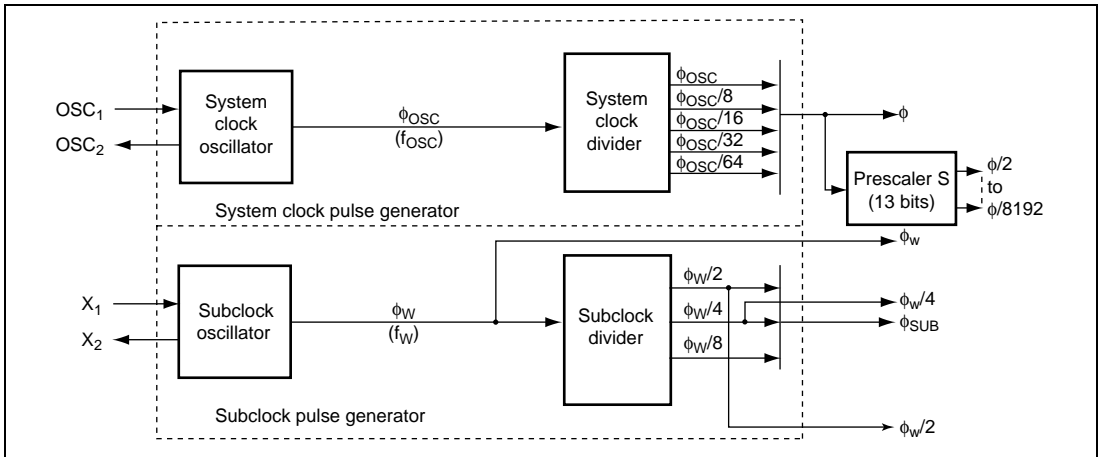 OSC₁
OSC₂
System
clock
oscillator
ϕOSC
(fOSC)
System
clock
divider
ϕOSC
ϕOSC/8
ϕOSC/16
ϕOSC/32
ϕOSC/64
ϕ
Prescaler S
(13 bits)
ϕ/2
to
ϕ/8192
System clock pulse generator
X₁
X₂
Subclock
oscillator
ϕW
(fW)
Subclock
divider
ϕW/2
ϕW/4
ϕW/8
ϕw
ϕw/4
ϕSUB
ϕw/2
Subclock pulse generator